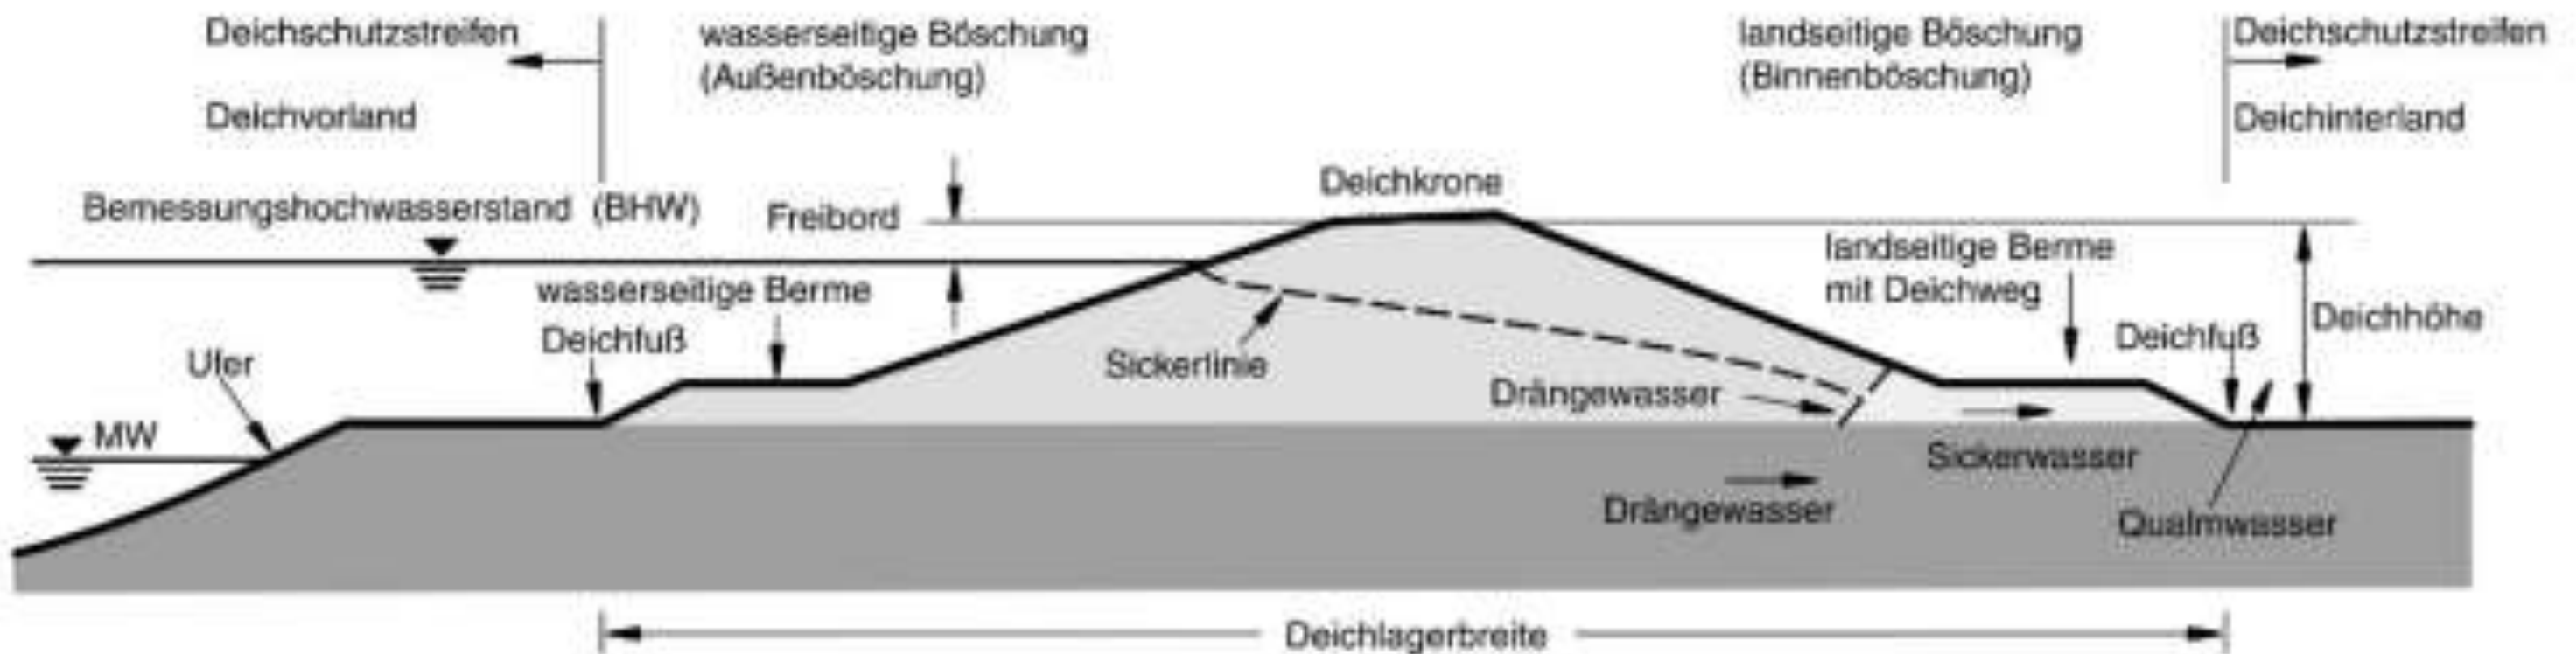 Deichschutzstreifen
Deichvorland
wasserseitige Böschung
(Außenböschung)
landseitige Böschung
(Binnenböschung)
Deichschutzstreifen
Deichinterland
Bemessungshochwasserstand (BHW)
Freibord
Deichkrone
landseitige Berme
mit Deichweg
wasserseitige Berme
Deichfuß
Deichfuß
Deichhöhe
Ufer
Sickerlinie
Drängewasser
MW
Sickerwasser
Drängewasser
Qualmwasser
Deichlagerbreite